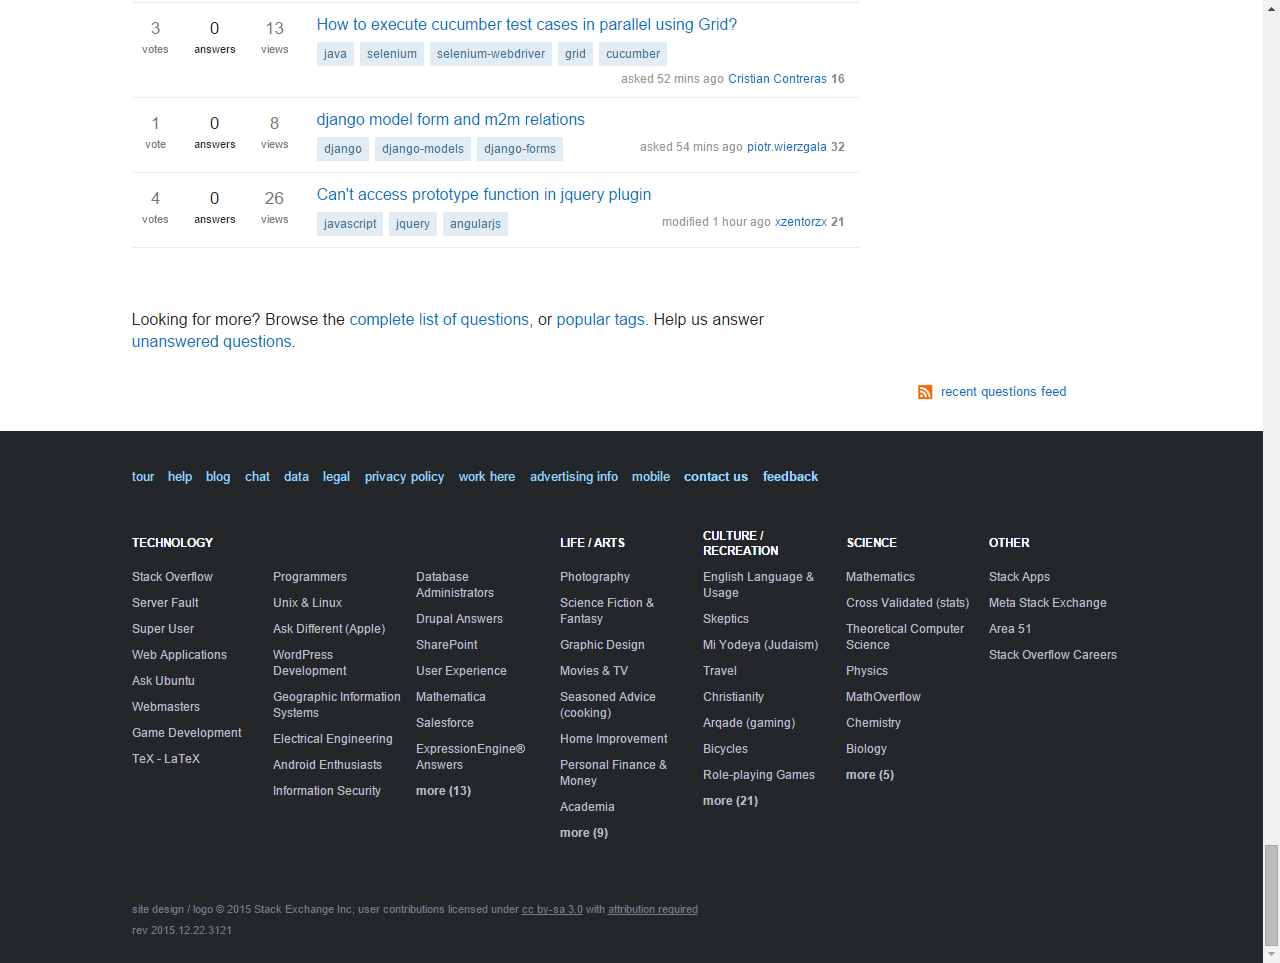 3 0 13 How to execute cucumber test cases in parallel using Grid?
votes answers views java selenium selenium-webdriver grid cucumber
asked 52 mins ago Cristian Contreras 16
1 0 8 django model form and m2m relations
vote answers views django django-models django-forms asked 54 mins ago piotr.wierzgala 32
4 0 26 Can't access prototype function in jquery plugin
votes answers views javascript jquery angularjs modified 1 hour ago xzentorzx 21
Looking for more? Browse the complete list of questions, or popular tags. Help us answer
unanswered questions.
recent questions feed
tour help blog chat data legal privacy policy work here advertising info mobile contact us feedback
TECHNOLOGY
Stack Overflow
Server Fault
Super User
Web Applications
Ask Ubuntu
Webmasters
Game Development
TeX - LaTeX
Programmers
Unix & Linux
Ask Different (Apple)
WordPress
Development
Geographic Information
Systems
Electrical Engineering
Android Enthusiasts
Information Security
Database
Administrators
Drupal Answers
SharePoint
User Experience
Mathematica
Salesforce
ExpressionEngine®
Answers
more (13)
LIFE / ARTS
Photography
Science Fiction &
Fantasy
Graphic Design
Movies & TV
Seasoned Advice
(cooking)
Home Improvement
Personal Finance &
Money
Academia
more (9)
CULTURE /
RECREATION
English Language &
Usage
Skeptics
Mi Yodeya (Judaism)
Travel
Christianity
Arqade (gaming)
Bicycles
Role-playing Games
more (21)
SCIENCE
Mathematics
Cross Validated (stats)
Theoretical Computer
Science
Physics
MathOverflow
Chemistry
Biology
more (5)
OTHER
Stack Apps
Meta Stack Exchange
Area 51
Stack Overflow Careers
site design / logo © 2015 Stack Exchange Inc; user contributions licensed under cc by-sa 3.0 with attribution required
rev 2015.12.22.3121